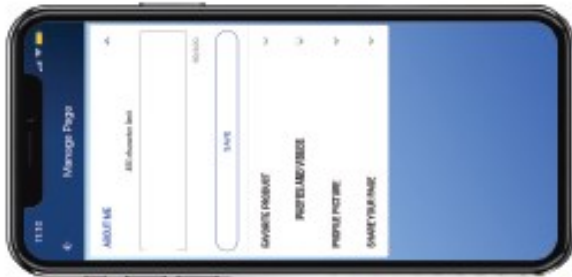 11:10
Manage Page
ABOUT ME
400 character limit
SAVE
FAVORITE PRODUCT
PHOTOS AND VIDEOS
PROFILE PICTURE
SHARE YOUR PAGE